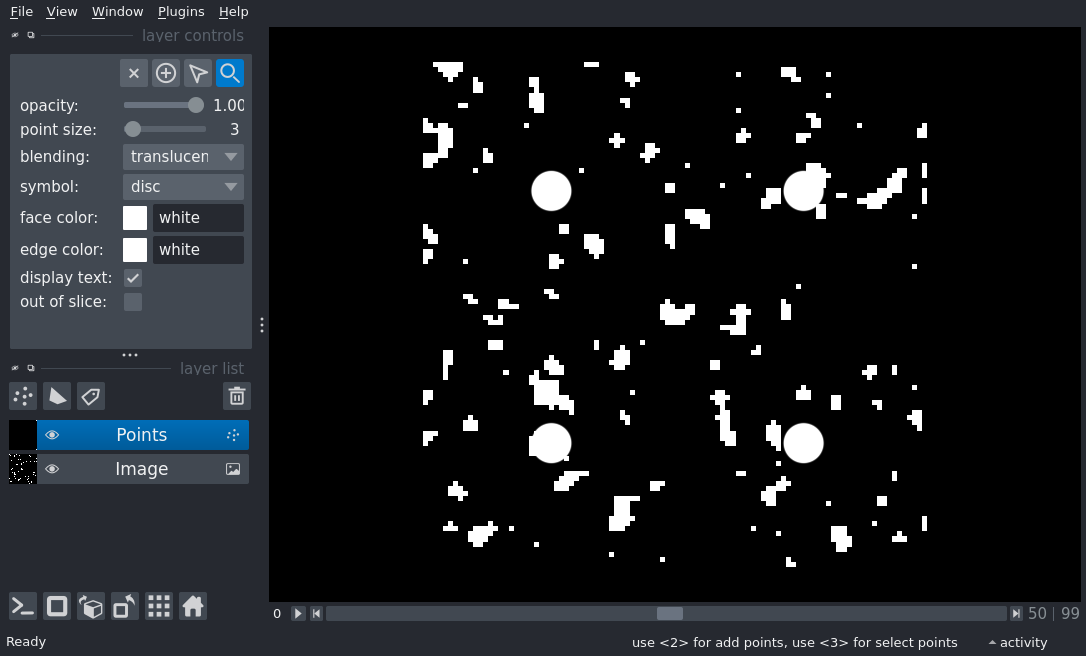 File View Window Plugins Help
layer controls
opacity: 1.00
point size: 3
blending: translucen
symbol: disc
face color: white
edge color: white
display text:
out of slice:
layer list
Points
Image
0 50 | 99
Ready use <2> for add points, use <3> for select points activity